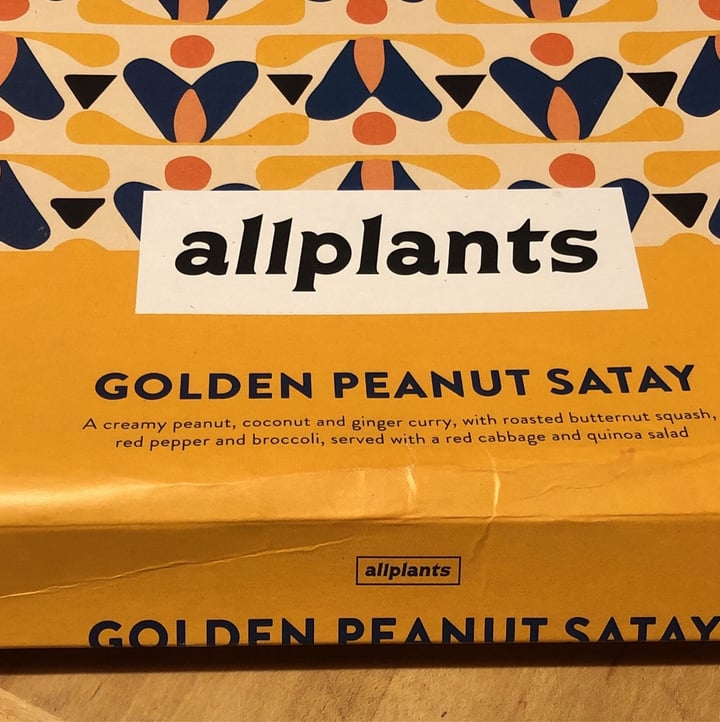 allplants
GOLDEN PEANUT SATAY
A creamy peanut, coconut and ginger curry, with roasted butternut squash,
red pepper and broccoli, served with a red cabbage and quinoa salad
allplants
GOLDEN PEANUT SATAY